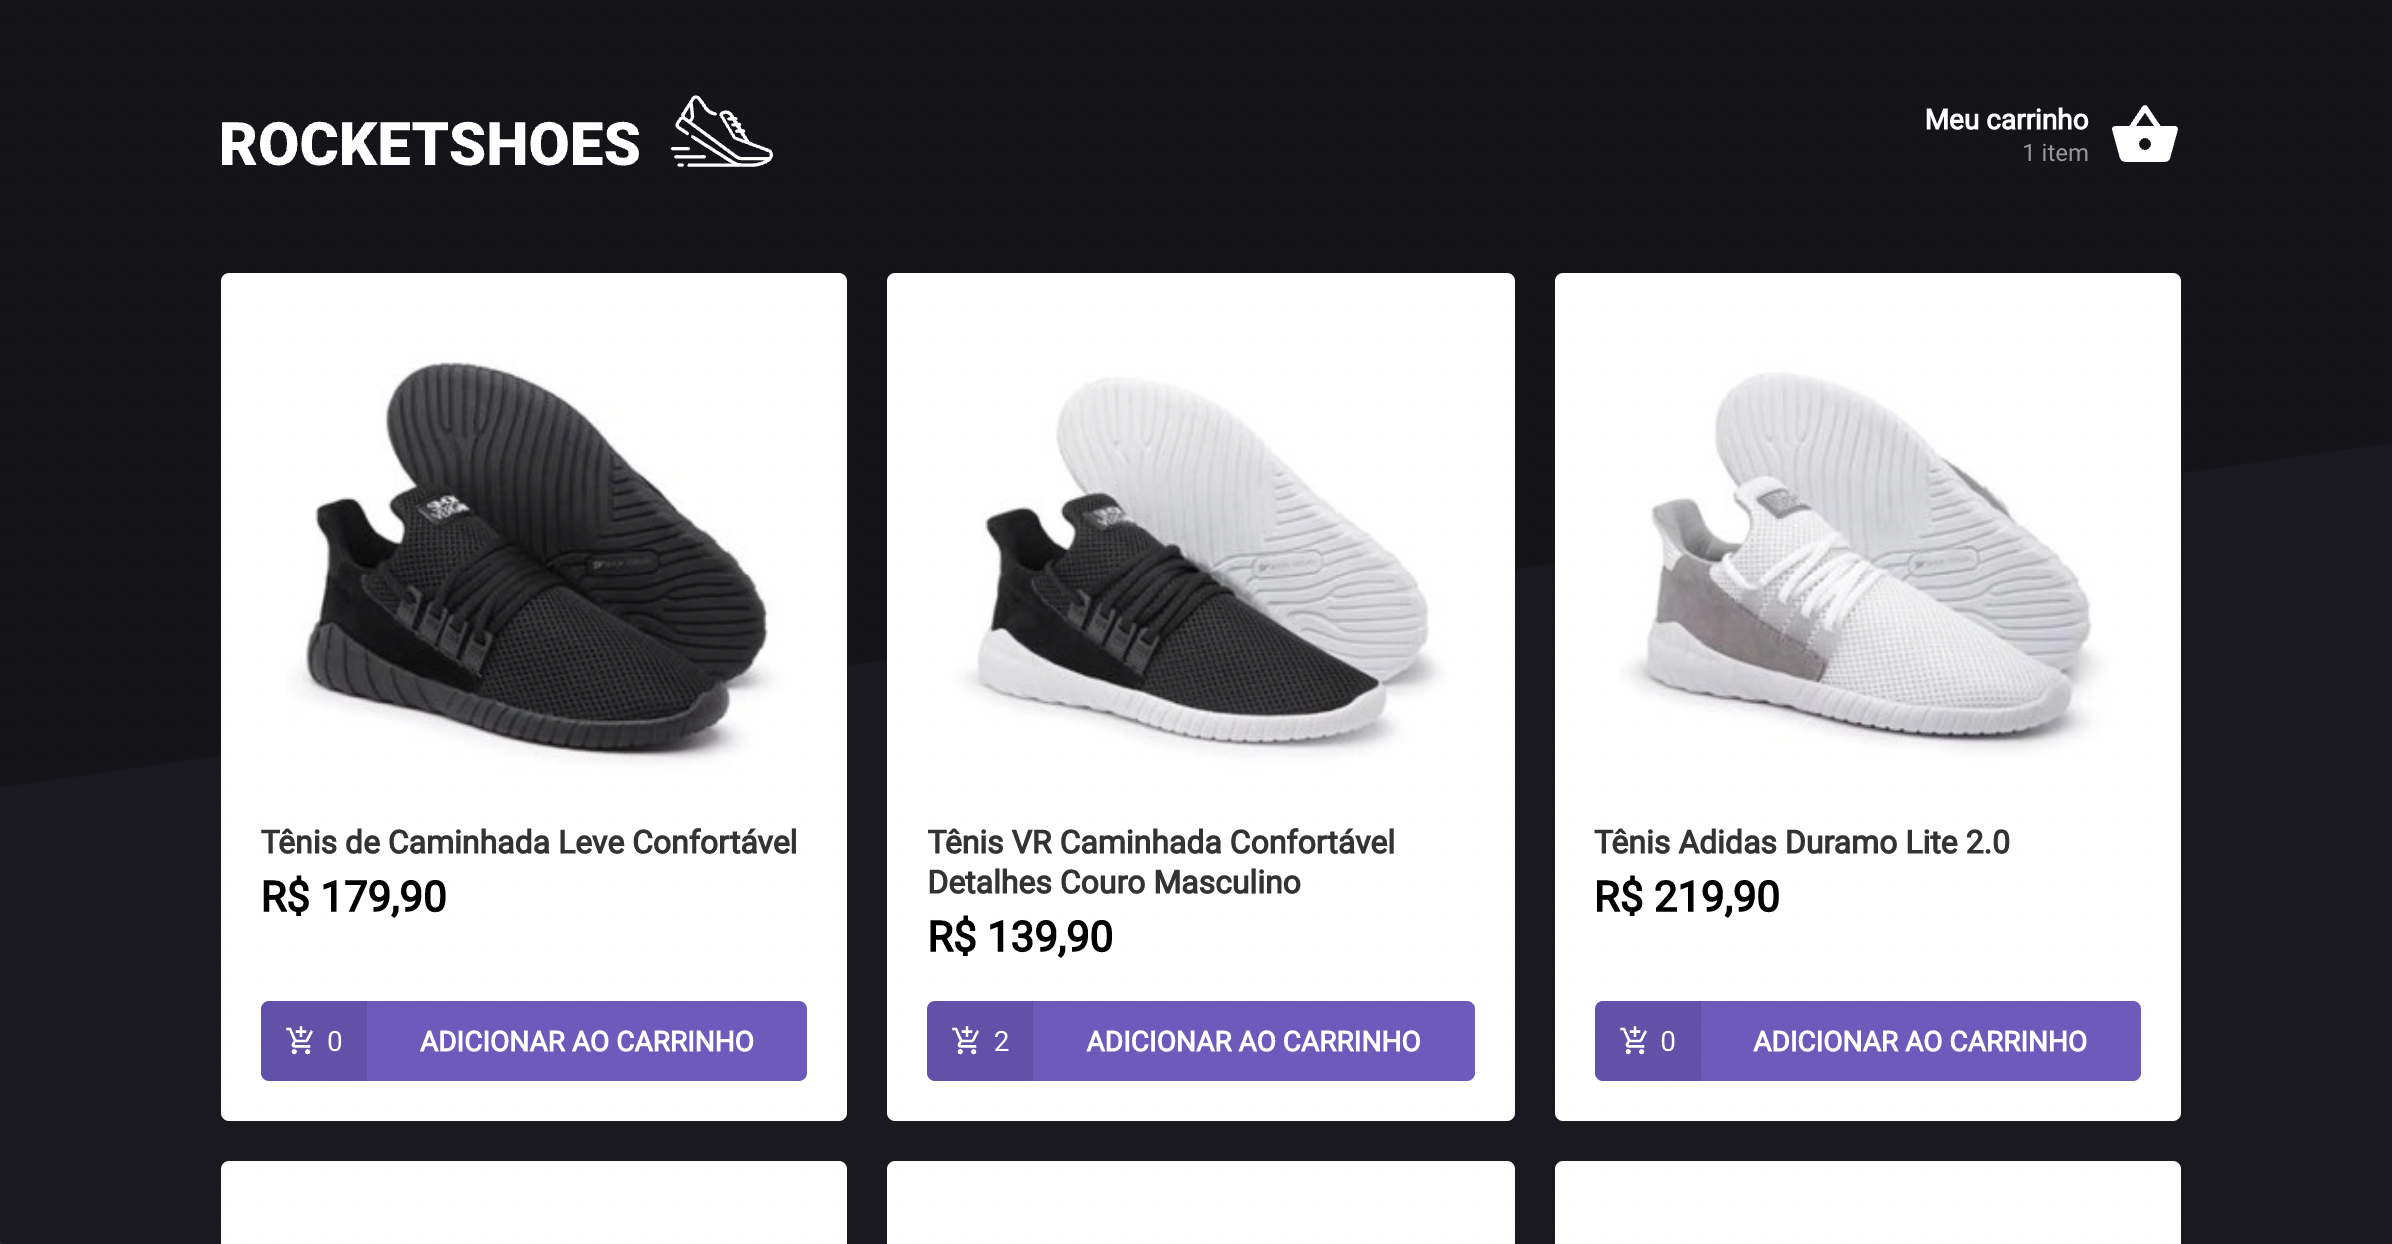 ROCKETSHOES
Meu carrinho
1 item
Tênis de Caminhada Leve Confortável
R$ 179,90
0 ADICIONAR AO CARRINHO
Tênis VR Caminhada Confortável
Detalhes Couro Masculino
R$ 139,90
2 ADICIONAR AO CARRINHO
Tênis Adidas Duramo Lite 2.0
R$ 219,90
0 ADICIONAR AO CARRINHO